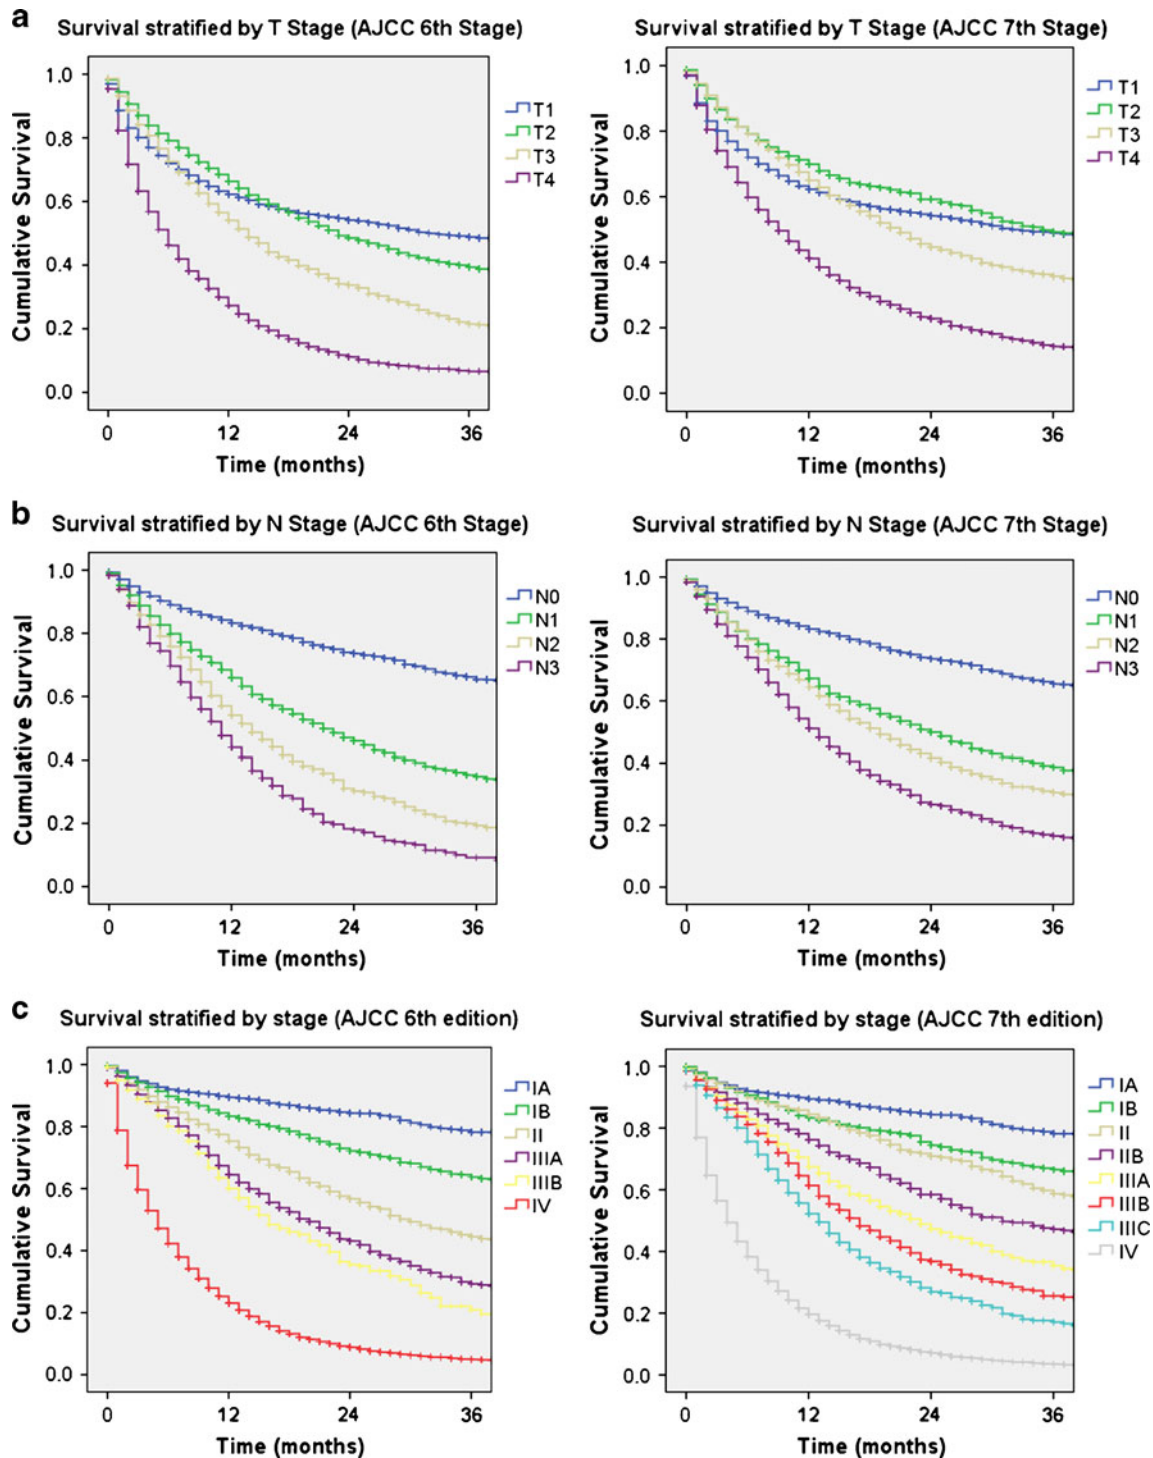 a
Survival stratified by T Stage (AJCC 6th Stage)
Cumulative Survival
1.0
0.8
0.6
0.4
0.2
0.0
0 12 24 36
Time (months)
T1
T2
T3
T4
Survival stratified by T Stage (AJCC 7th Stage)
Cumulative Survival
1.0
0.8
0.6
0.4
0.2
0.0
0 12 24 36
Time (months)
T1
T2
T3
T4
b
Survival stratified by N Stage (AJCC 6th Stage)
Cumulative Survival
1.0
0.8
0.6
0.4
0.2
0.0
0 12 24 36
Time (months)
N0
N1
N2
N3
Survival stratified by N Stage (AJCC 7th Stage)
Cumulative Survival
1.0
0.8
0.6
0.4
0.2
0.0
0 12 24 36
Time (months)
N0
N1
N2
N3
c
Survival stratified by stage (AJCC 6th edition)
Cumulative Survival
1.0
0.8
0.6
0.4
0.2
0.0
0 12 24 36
Time (months)
IA
IB
II
IIIA
IIIB
IV
Survival stratified by stage (AJCC 7th edition)
Cumulative Survival
1.0
0.8
0.6
0.4
0.2
0.0
0 12 24 36
Time (months)
IA
IB
II
IIB
IIIA
IIIB
IIIC
IV